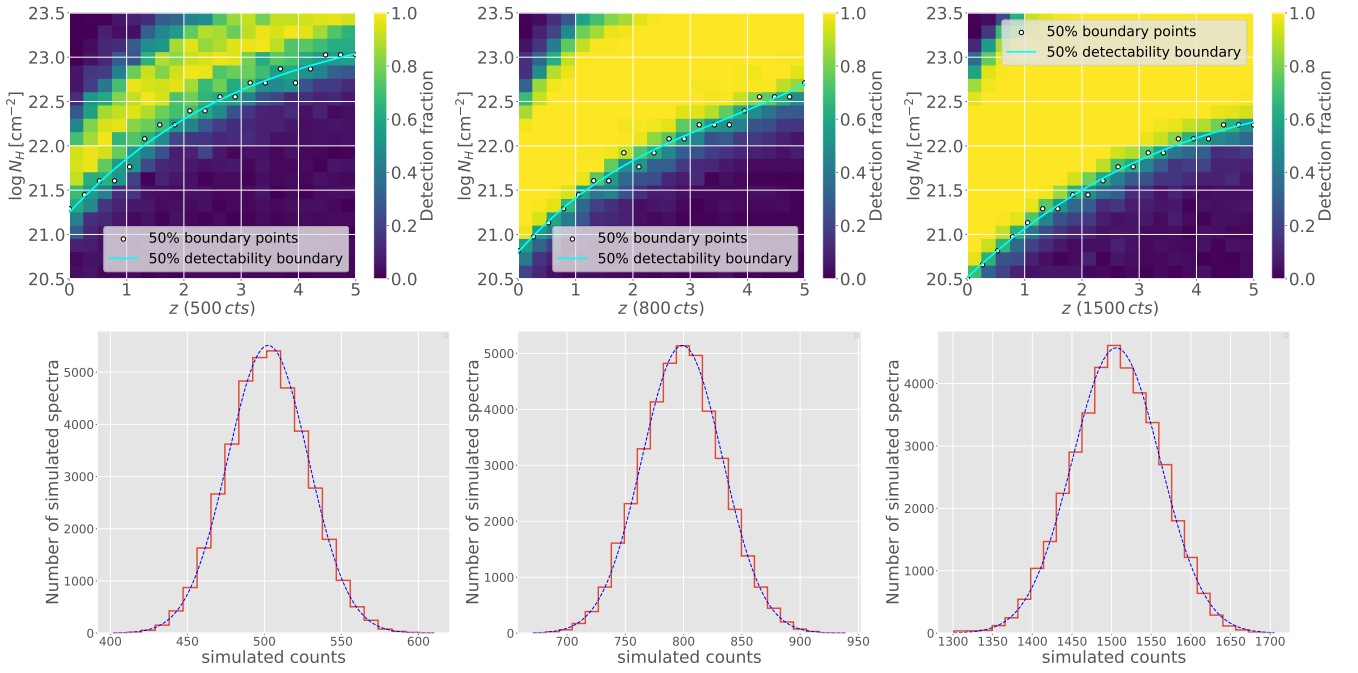 23.5
23.0
22.5
22.0
21.5
21.0
20.5
log N_H [cm⁻²]
0 1 2 3 4 5
z (500 cts)
50% boundary points
50% detectability boundary
1.0
0.8
0.6
0.4
0.2
0.0
Detection fraction
23.5
23.0
22.5
22.0
21.5
21.0
20.5
log N_H [cm⁻²]
0 1 2 3 4 5
z (800 cts)
50% boundary points
50% detectability boundary
1.0
0.8
0.6
0.4
0.2
0.0
Detection fraction
23.5
23.0
22.5
22.0
21.5
21.0
20.5
log N_H [cm⁻²]
0 1 2 3 4 5
z (1500 cts)
50% boundary points
50% detectability boundary
1.0
0.8
0.6
0.4
0.2
0.0
Detection fraction
Number of simulated spectra
5000
4000
3000
2000
1000
0
400 450 500 550 600
simulated counts
Number of simulated spectra
5000
4000
3000
2000
1000
0
700 750 800 850 900 950
simulated counts
Number of simulated spectra
4000
3000
2000
1000
0
1300 1350 1400 1450 1500 1550 1600 1650 1700
simulated counts